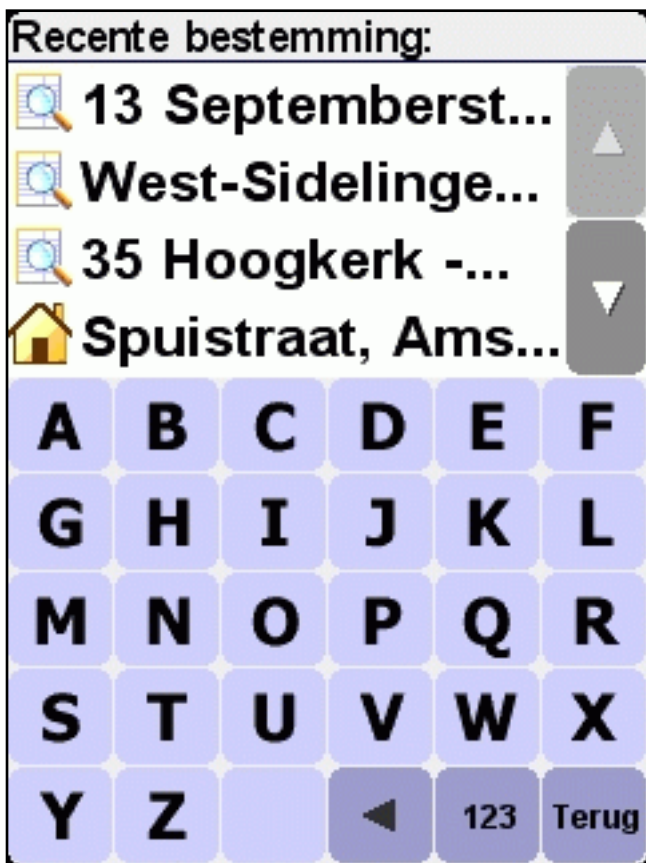 Recente bestemming:
13 Septemberst...
West-Sidelinge...
35 Hoogkerk -...
Spuistraat, Ams...
A B C D E F
G H I J K L
M N O P Q R
S T U V W X
Y Z 123 Terug